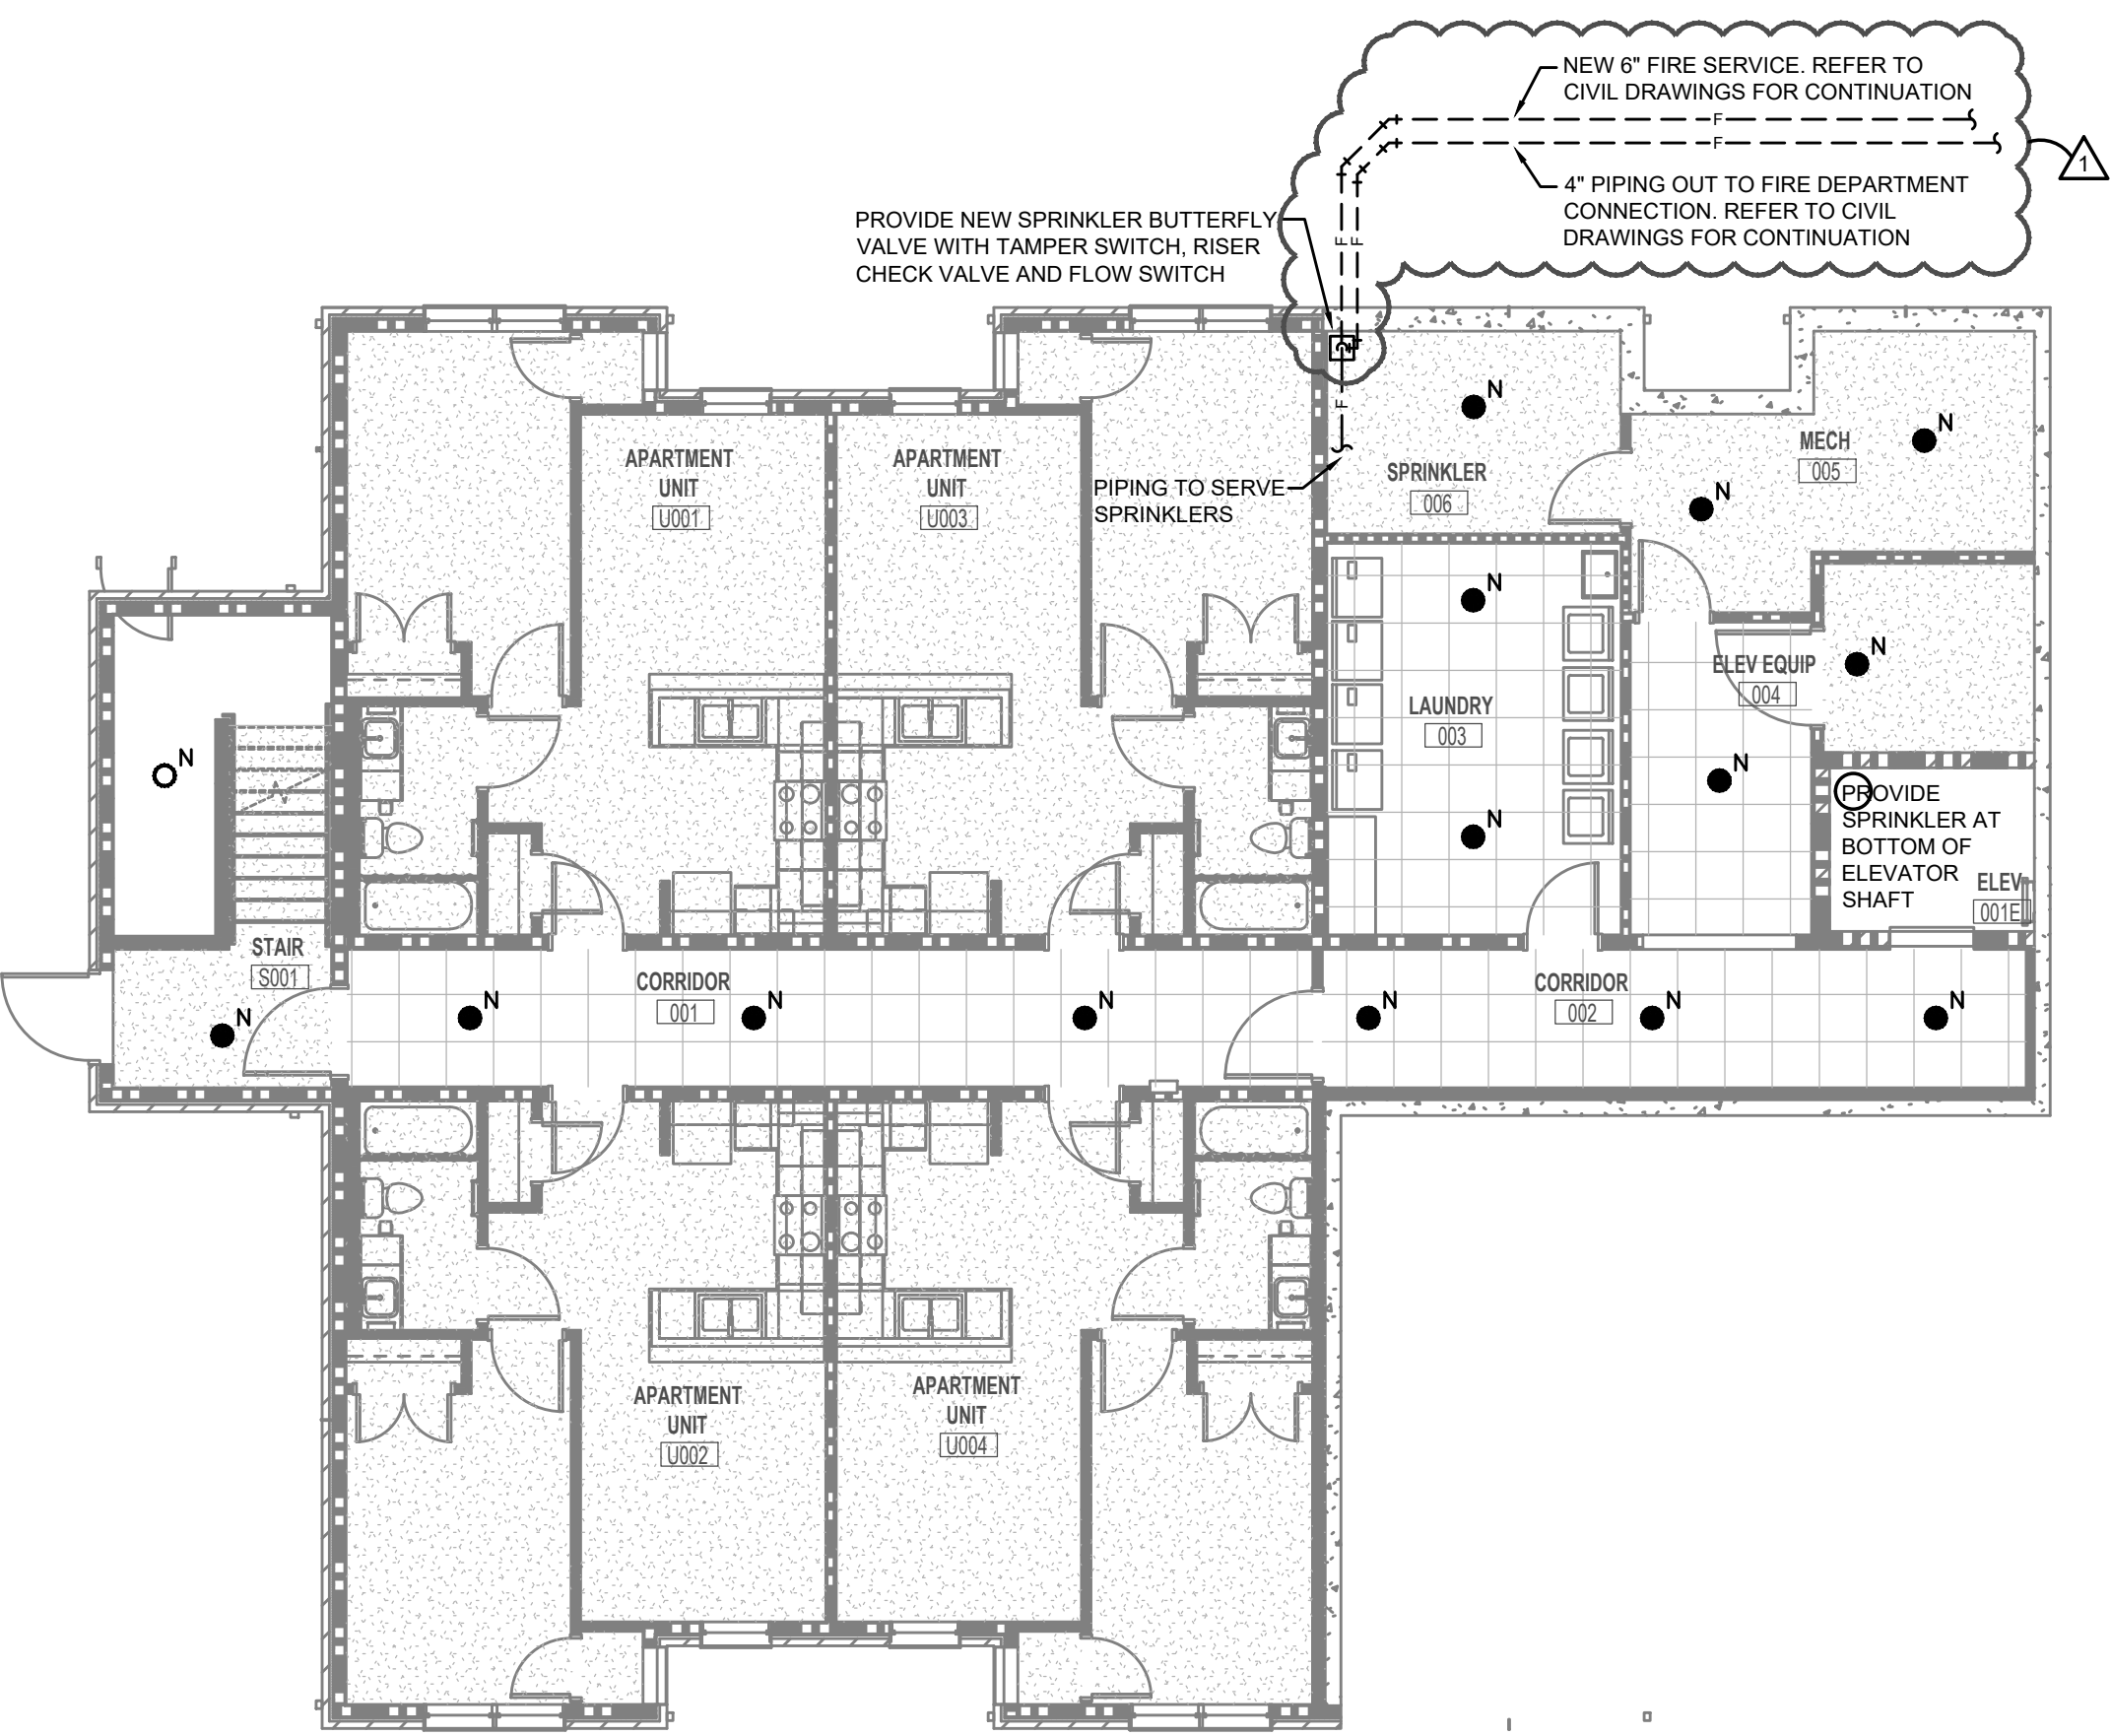 NEW 6" FIRE SERVICE. REFER TO
CIVIL DRAWINGS FOR CONTINUATION
F
F
1
4" PIPING OUT TO FIRE DEPARTMENT
CONNECTION. REFER TO CIVIL
DRAWINGS FOR CONTINUATION
PROVIDE NEW SPRINKLER BUTTERFLY
VALVE WITH TAMPER SWITCH, RISER
CHECK VALVE AND FLOW SWITCH
F
F
F
N
N
APARTMENT
UNIT
U001
APARTMENT
UNIT
U003
PIPING TO SERVE
SPRINKLERS
SPRINKLER
006
MECH
005
N
N
N
ELEV EQUIP
004
LAUNDRY
003
N
N
N
PROVIDE
SPRINKLER AT
BOTTOM OF
ELEVATOR
SHAFT
ELEV
001E
STAIR
S001
N
CORRIDOR
001
N
N
N
CORRIDOR
002
N
N
N
APARTMENT
UNIT
U002
APARTMENT
UNIT
U004